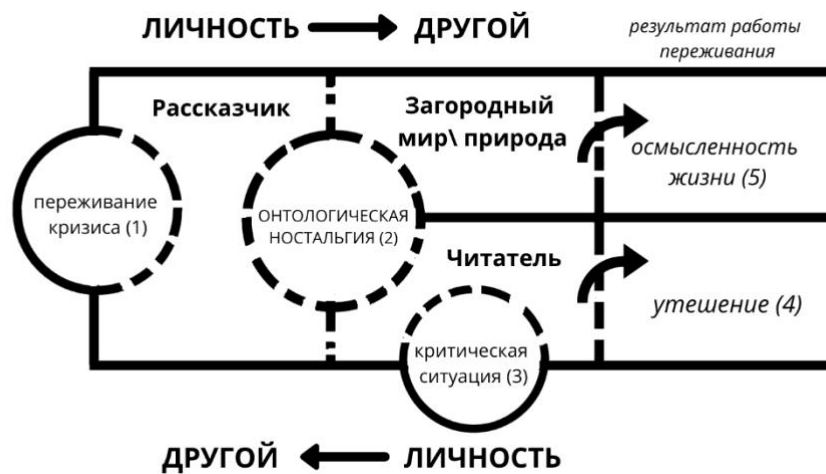 ЛИЧНОСТЬ ДРУГОЙ
результат работы
переживания
Рассказчик
Загородный
мир\ природа
переживание
кризиса (1)
ОНТОЛОГИЧЕСКАЯ
НОСТАЛЬГИЯ (2)
осмысленность
жизни (5)
Читатель
утешение (4)
критическая
ситуация (3)
ДРУГОЙ ЛИЧНОСТЬ